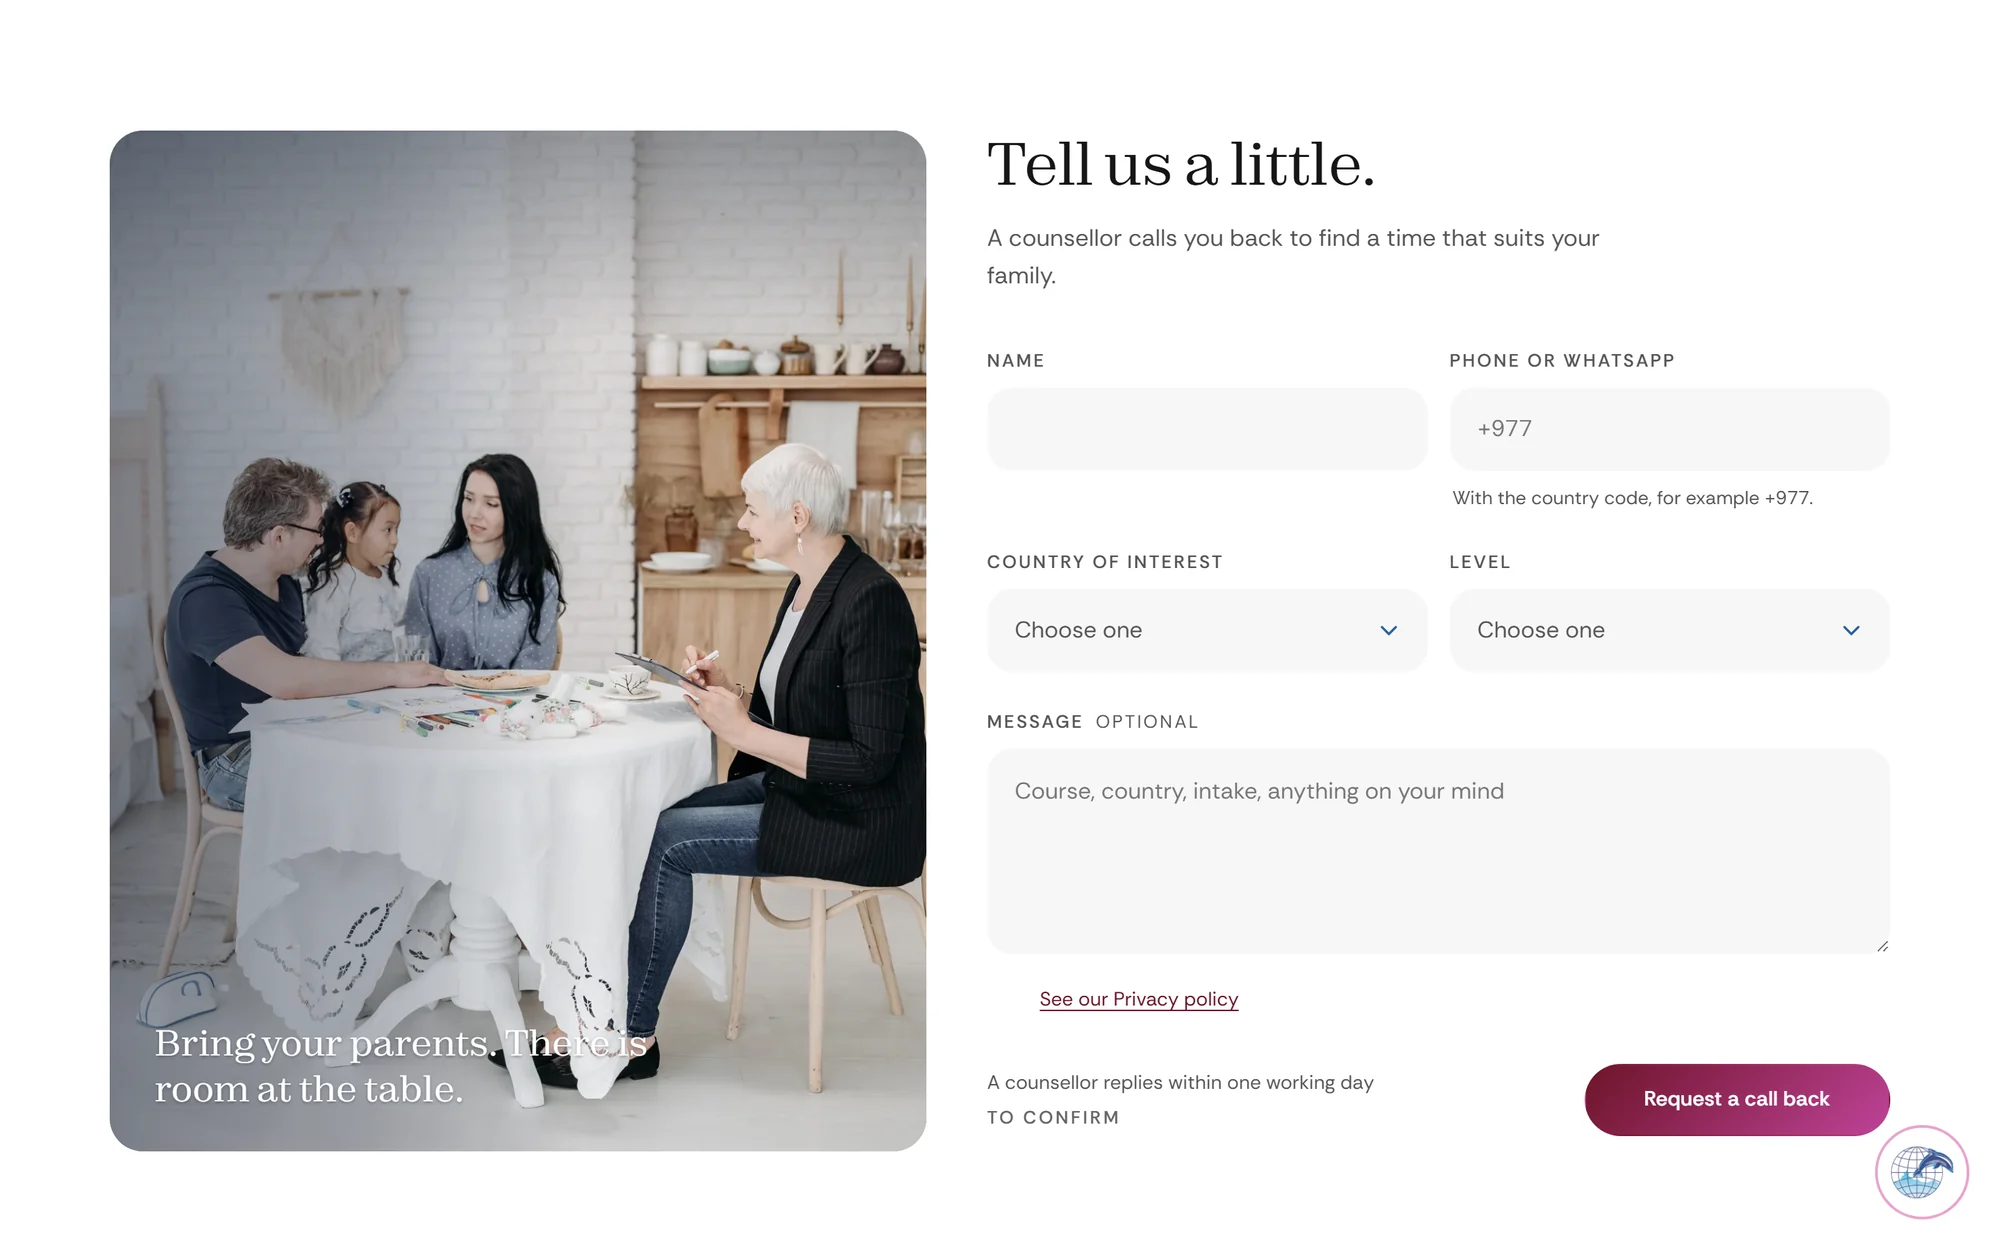 Bring your parents. There is
room at the table.
Tell us a little.
A counsellor calls you back to find a time that suits your
family.
NAME
PHONE OR WHATSAPP
+977
With the country code, for example +977.
COUNTRY OF INTEREST
LEVEL
Choose one
Choose one
MESSAGE OPTIONAL
Course, country, intake, anything on your mind
See our Privacy policy
A counsellor replies within one working day
TO CONFIRM
Request a call back